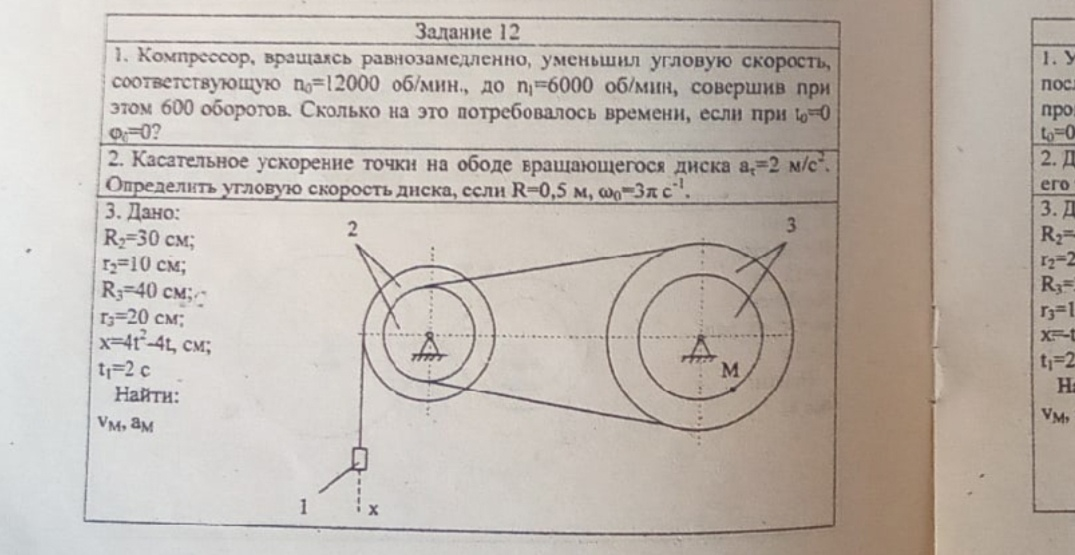 Задание 12
1. Компрессор, вращаясь равнозамедленно, уменьшил угловую скорость,
соответствующую n₀=12000 об/мин., до n₁=6000 об/мин, совершив при
этом 600 оборотов. Сколько на это потребовалось времени, если при t₀=0
φ₀=0?
2. Касательное ускорение точки на ободе вращающегося диска aτ=2 м/с².
Определить угловую скорость диска, если R=0,5 м, ω₀=3π с⁻¹.
3. Дано:
R₂=30 см;
r₂=10 см;
R₃=40 см;
r₃=20 см;
x=4t²-4t, см;
t₁=2 с
Найти:
vM, aM
2
3
M
1
x
1. У
пос
про
t₀=0
2. Д
его
3. Д
R₂=
r₂=2
R₃=
r₃=1
x=-t
t₁=2
На
vM,